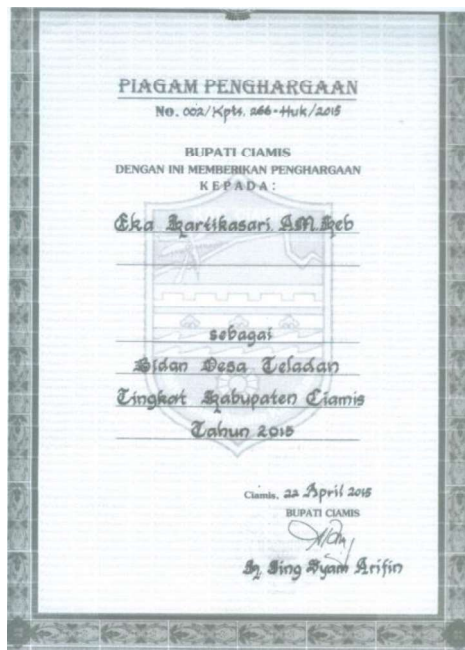 PIAGAM PENGHARGAAN
No. 002/Kpts. 266-Huk/2015
BUPATI CIAMIS
DENGAN INI MEMBERIKAN PENGHARGAAN
KEPADA:
Eka Kartikasari AM.Keb
sebagai
Bidan Desa Teladan
Tingkat Kabupaten Ciamis
Tahun 2015
Ciamis, 22 April 2015
BUPATI CIAMIS
Iing Syam Arifin